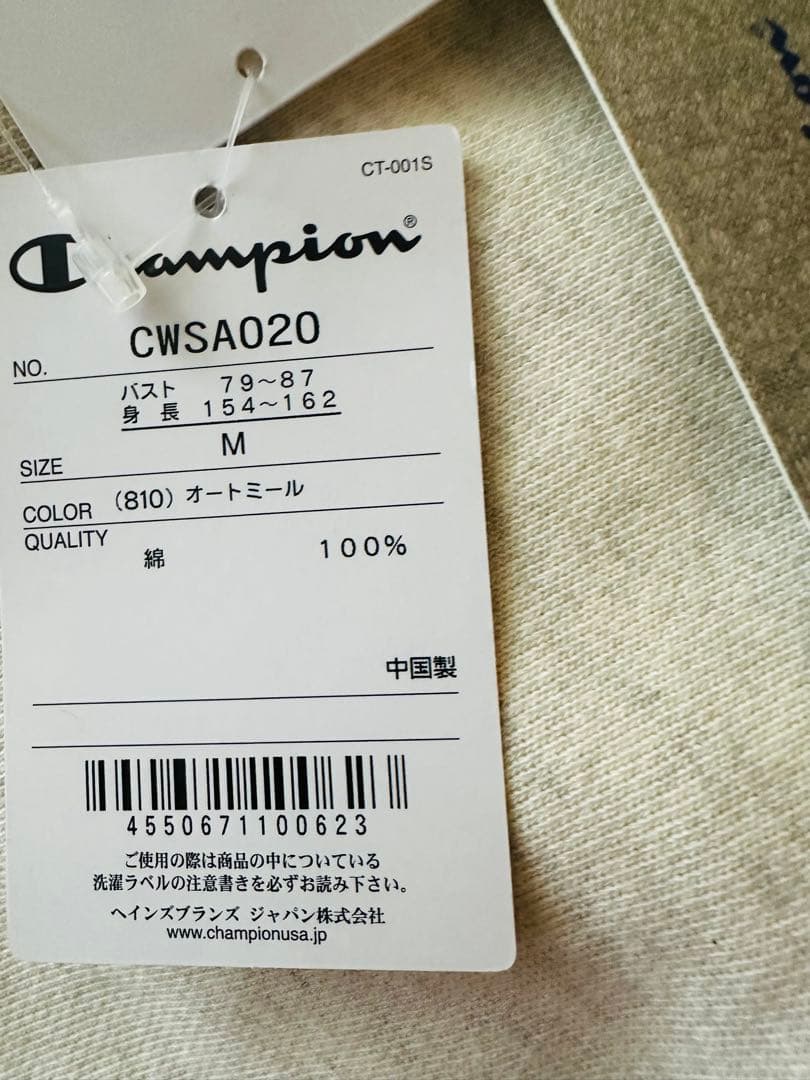 CT-001S
Champion®
NO. CWSA020
バスト 79～87
身長 154～162
SIZE M
COLOR (810) オートミール
QUALITY
綿 100%
中国製
4550671100623
ご使用の際は商品の中についている
洗濯ラベルの注意書きを必ずお読み下さい。
ヘインズブランズ ジャパン株式会社
www.championusa.jp